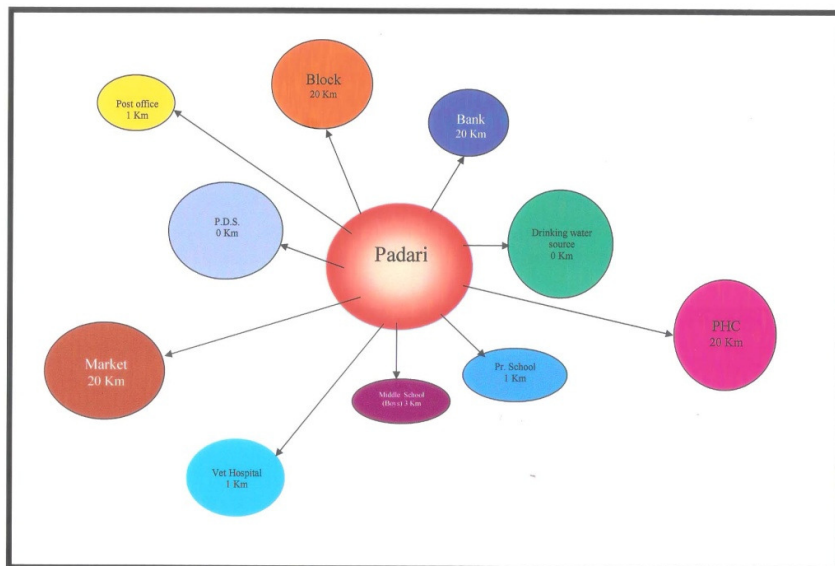 Block
20 Km
Post office
1 Km
Bank
20 Km
P.D.S.
0 Km
Padari
Drinking water
source
0 Km
PHC
20 Km
Market
20 Km
Pr. School
1 Km
Middle School
(Boys) 3 Km
Vet Hospital
1 Km